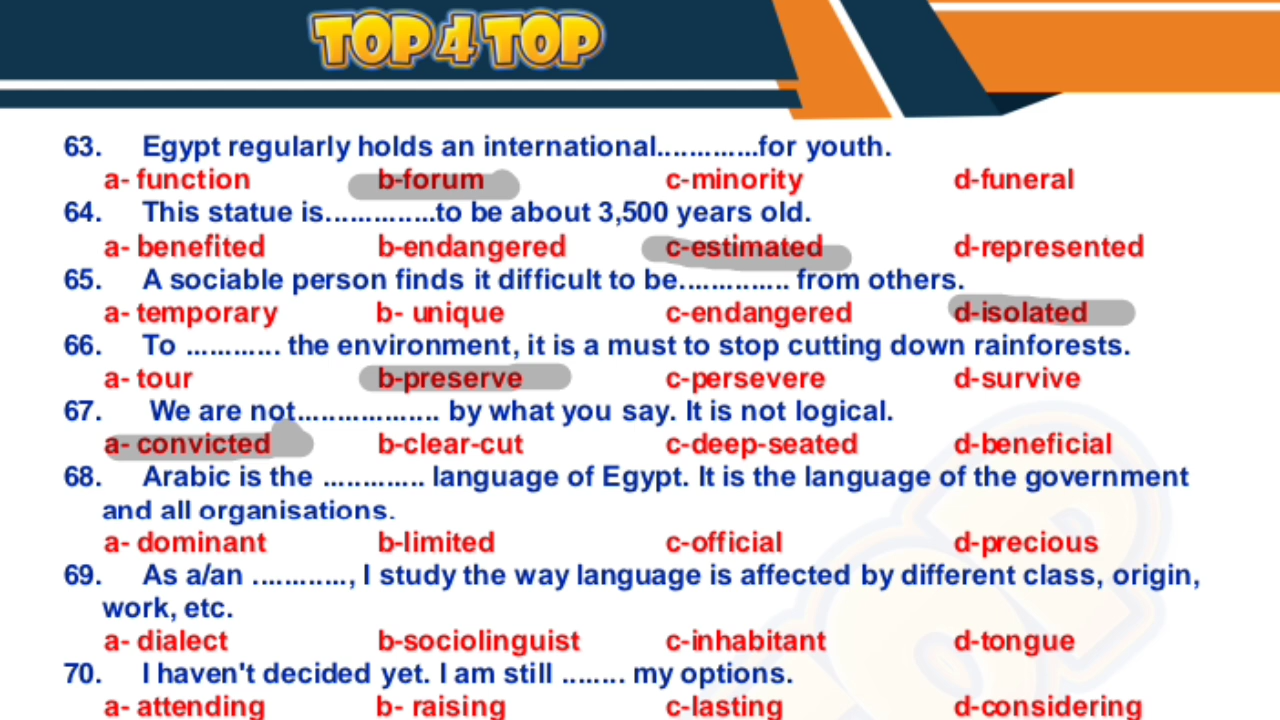 TOP 4 TOP
63. Egypt regularly holds an international.............for youth.
a- function b-forum c-minority d-funeral
64. This statue is..............to be about 3,500 years old.
a- benefited b-endangered c-estimated d-represented
65. A sociable person finds it difficult to be.............. from others.
a- temporary b- unique c-endangered d-isolated
66. To ............ the environment, it is a must to stop cutting down rainforests.
a- tour b-preserve c-persevere d-survive
67. We are not.................. by what you say. It is not logical.
a- convicted b-clear-cut c-deep-seated d-beneficial
68. Arabic is the ............. language of Egypt. It is the language of the government
and all organisations.
a- dominant b-limited c-official d-precious
69. As a/an ............, I study the way language is affected by different class, origin,
work, etc.
a- dialect b-sociolinguist c-inhabitant d-tongue
70. I haven't decided yet. I am still ........ my options.
a- attending b- raising c-lasting d-considering